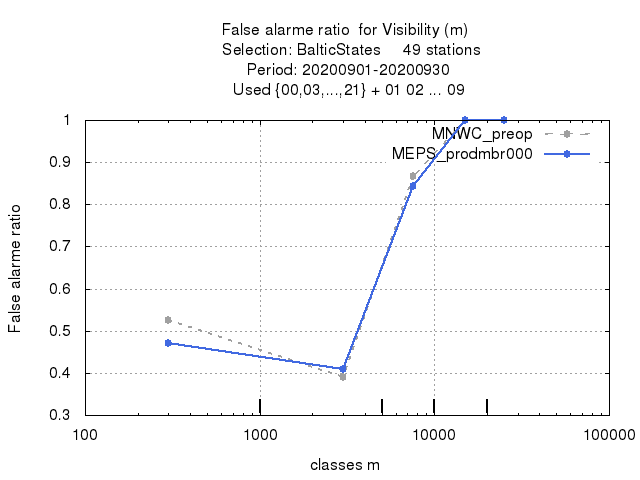 False alarme ratio  for Visibility (m)
Selection: BalticStates     49 stations
Period: 20200901-20200930
Used {00,03,...,21} + 01 02 ... 09
MNWC_preop
MEPS_prodmbr000
1
0.9
0.8
0.7
0.6
0.5
0.4
0.3
False alarme ratio
100
1000
10000
100000
classes m